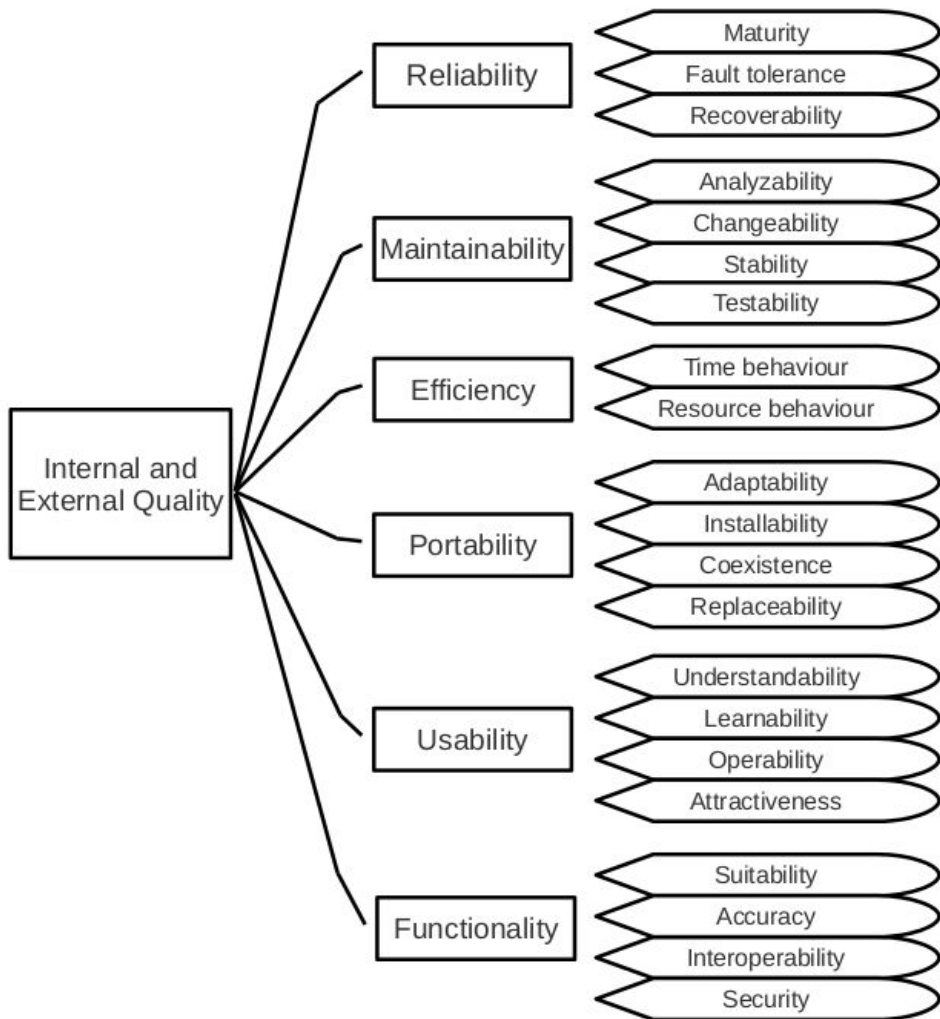 Internal and
External Quality
Reliability
Maturity
Fault tolerance
Recoverability
Maintainability
Analyzability
Changeability
Stability
Testability
Efficiency
Time behaviour
Resource behaviour
Portability
Adaptability
Installability
Coexistence
Replaceability
Usability
Understandability
Learnability
Operability
Attractiveness
Functionality
Suitability
Accuracy
Interoperability
Security